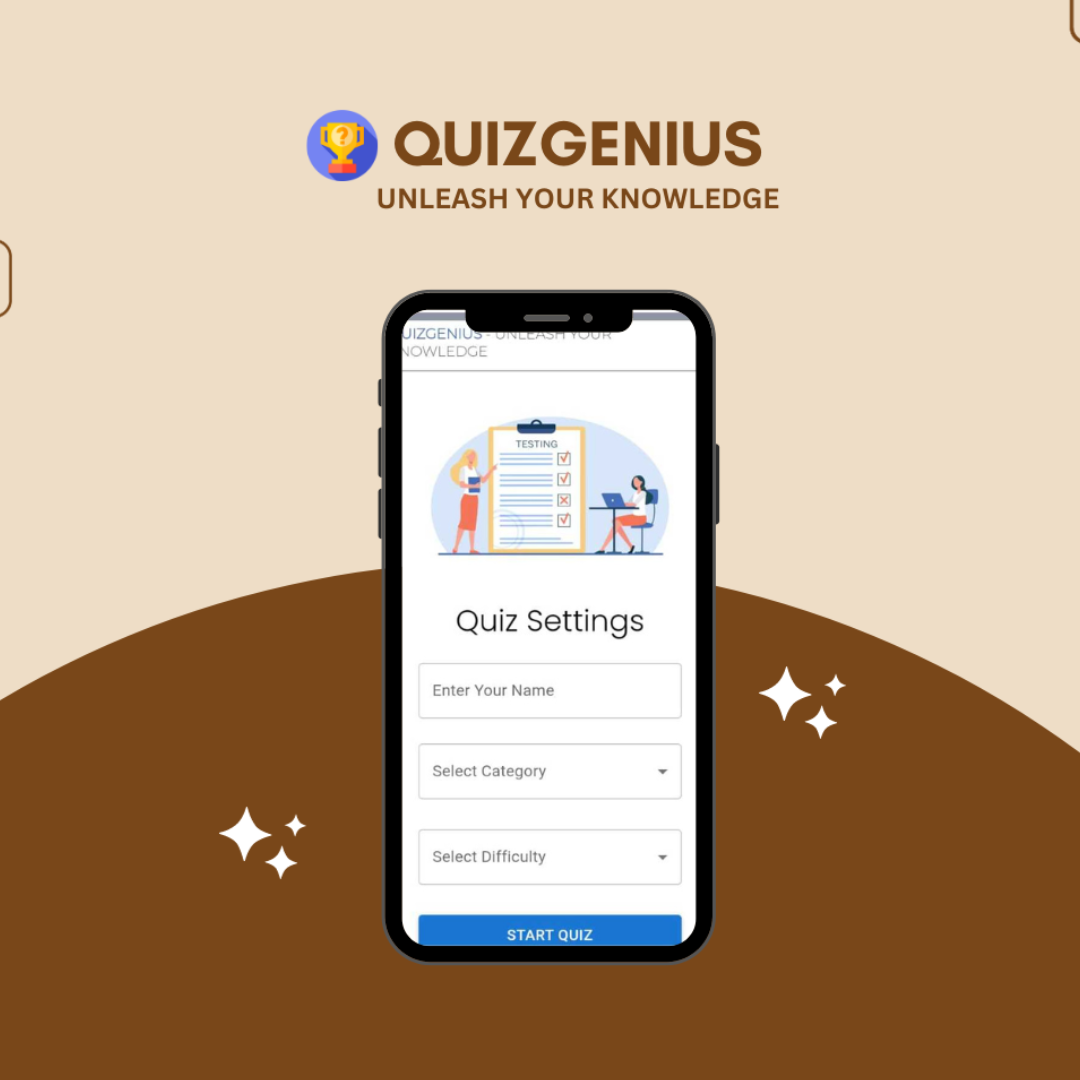 QUIZGENIUS
UNLEASH YOUR KNOWLEDGE
UIZGENIUS - UNLEASH YOUR
NOWLEDGE
TESTING
Quiz Settings
Enter Your Name
Select Category
Select Difficulty
START QUIZ